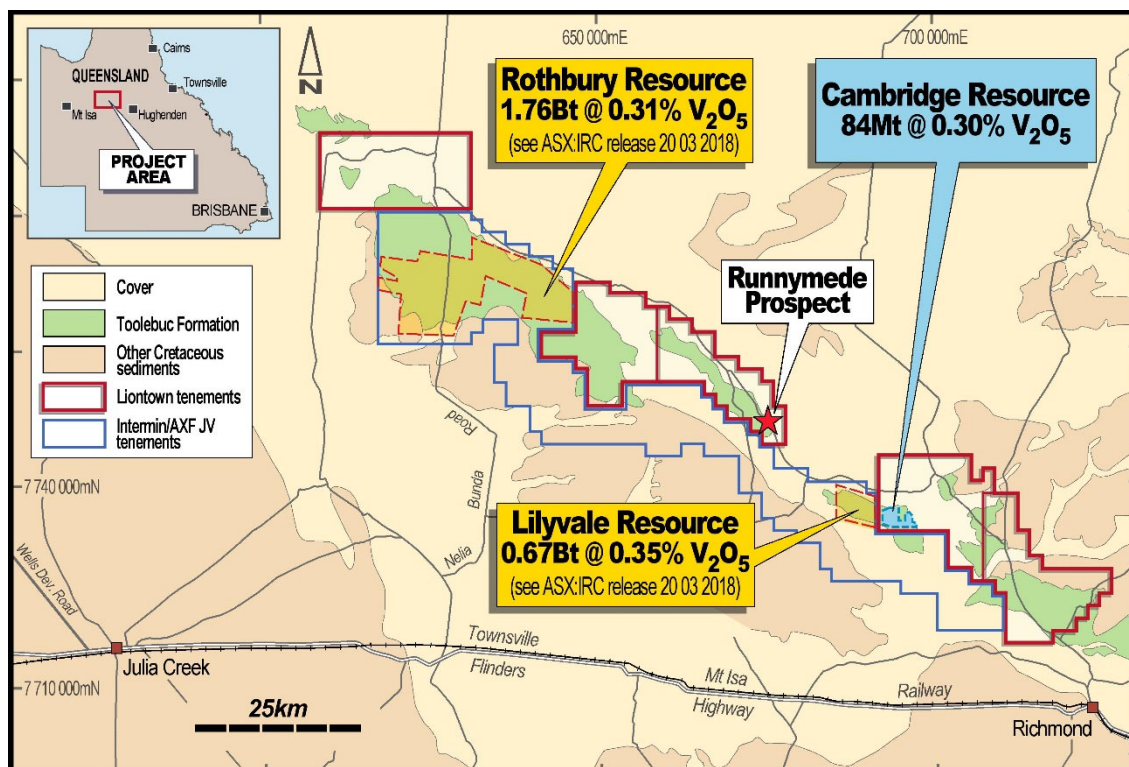 650 000mE
700 000mE
Cairns
QUEENSLAND
Townsville
Mt Isa
Hughenden
PROJECT
AREA
BRISBANE
N
Rothbury Resource
1.76Bt @ 0.31% V₂O₅
(see ASX:IRC release 20 03 2018)
Cambridge Resource
84Mt @ 0.30% V₂O₅
Cover
Toolebuc Formation
Other Cretaceous
sediments
Liontown tenements
Intermin/AXF JV
tenements
Runnymede
Prospect
7 740 000mN
Road
Bunda
Nelia
Lilyvale Resource
0.67Bt @ 0.35% V₂O₅
(see ASX:IRC release 20 03 2018)
Wells Dev. Road
Julia Creek
Townsville
Flinders
Mt Isa
Highway
Railway
7 710 000mN
25km
Richmond